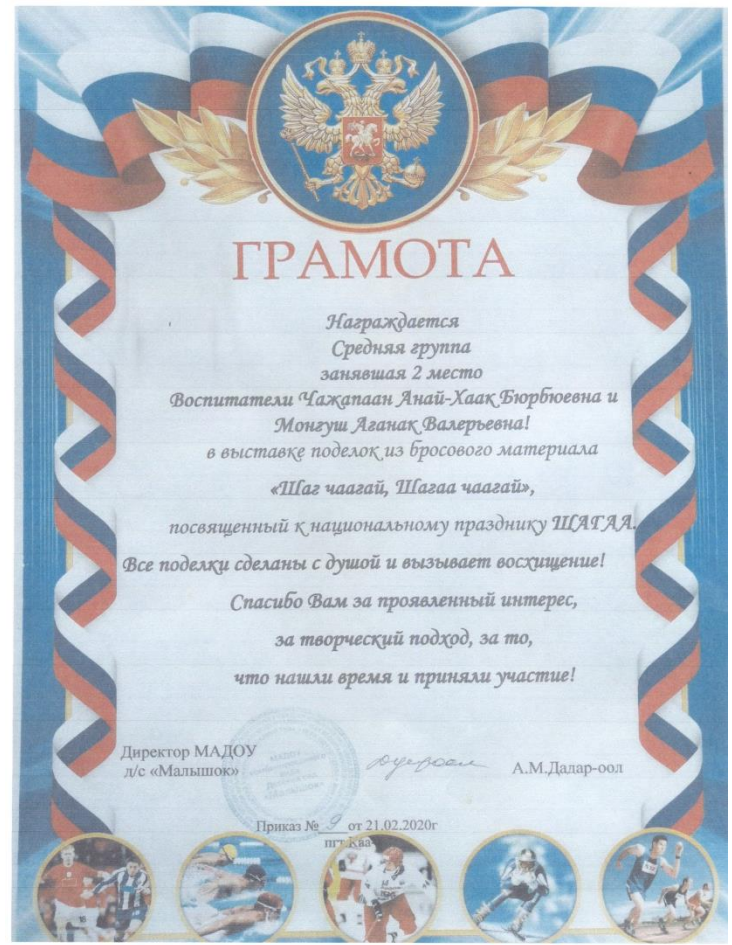 ГРАМОТА
Награждается
Средняя группа
занявшая 2 место
Воспитатели Чажапаан Анай-Хаак Бюрбюевна и
Монгуш Аганак Валерьевна!
в выставке поделок из бросового материала
«Шаг чаагай, Шагаа чаагай»,
посвященный к национальному празднику ШАГАА.
Все поделки сделаны с душой и вызывает восхищение!
Спасибо Вам за проявленный интерес,
за творческий подход, за то,
что нашли время и приняли участие!
Директор МАДОУ
л/с «Малышок»
А.М.Далар-оол
Приказ № 9 от 21.02.2020г
пгт.Ква